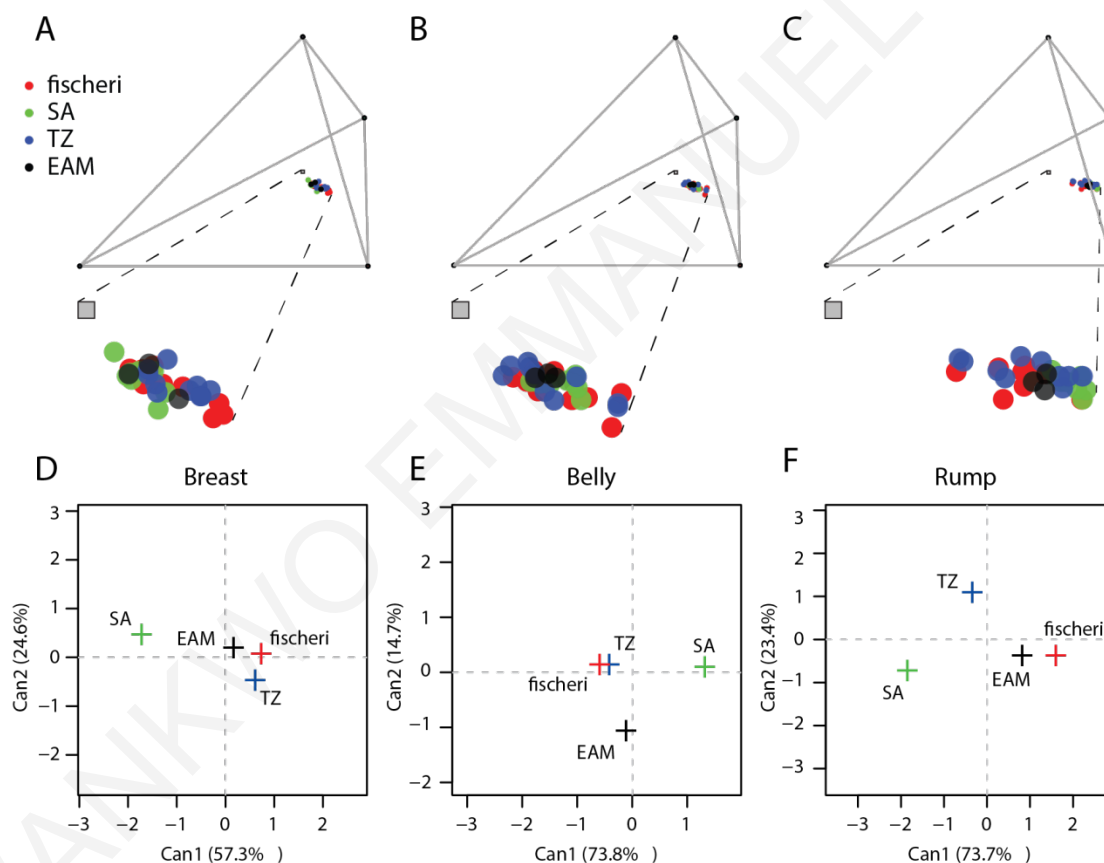 A
B
C
fischeri
SA
TZ
EAM
D
Breast
E
Belly
F
Rump
3
2
1
0
−1
−2
Can2 (24.6%)
SA
EAM
fischeri
TZ
−3 −2 −1 0 1 2
Can1 (57.3% )
3
2
1
0
−1
−2
Can2 (14.7%)
TZ
SA
fischeri
EAM
−3 −2 −1 0 1
Can1 (73.8% )
3
2
1
0
−1
−2
−3
Can2 (23.4%)
TZ
fischeri
SA
EAM
−3 −2 −1 0 1 2
Can1 (73.7% )
ANKWO EMMANUEL